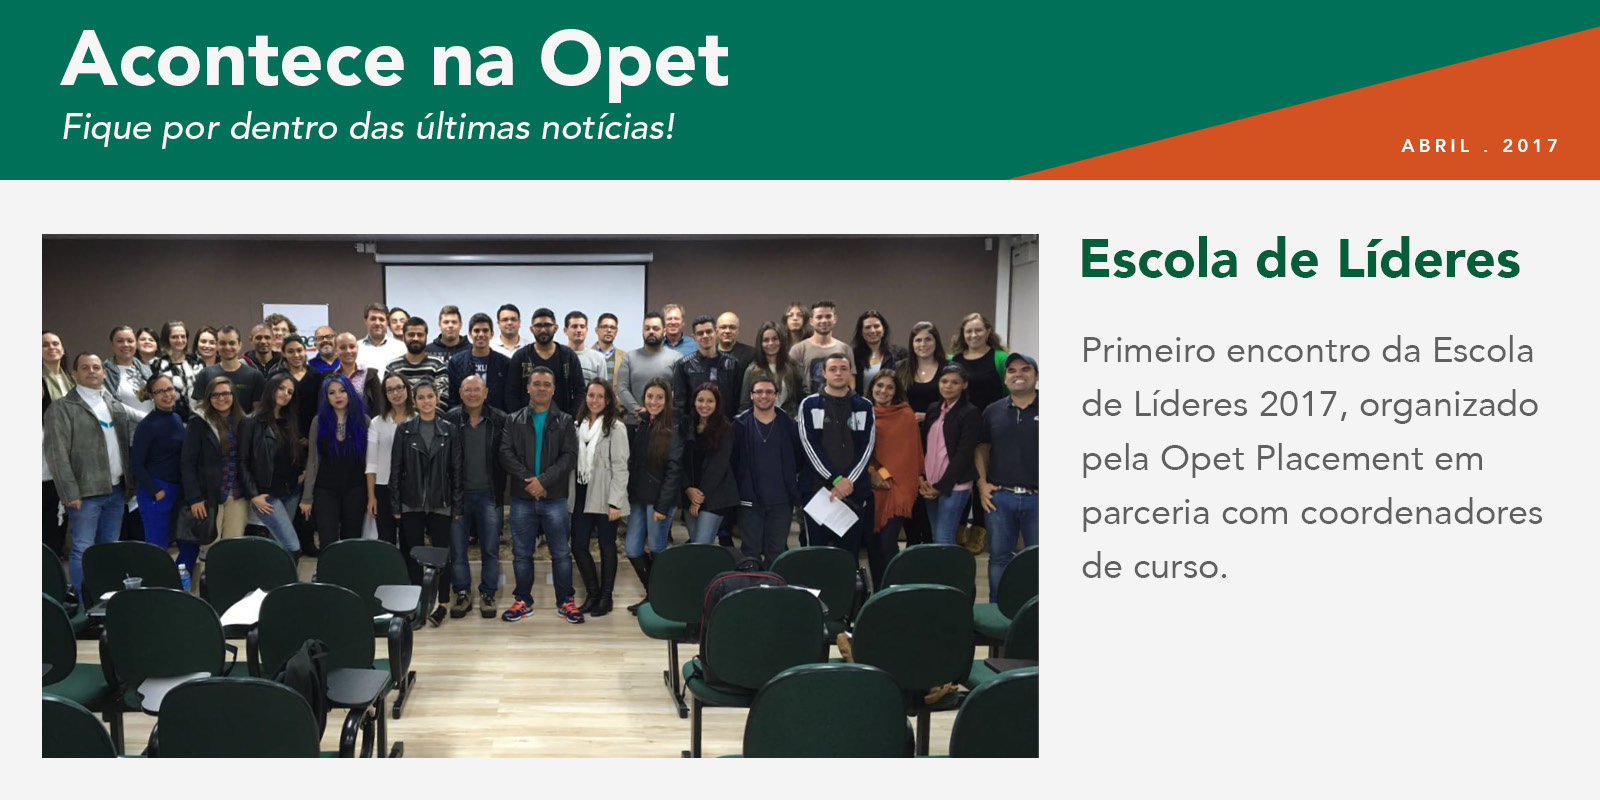 Acontece na Opet
Fique por dentro das últimas notícias!
ABRIL . 2017
Escola de Líderes
Primeiro encontro da Escola
de Líderes 2017, organizado
pela Opet Placement em
parceria com coordenadores
de curso.